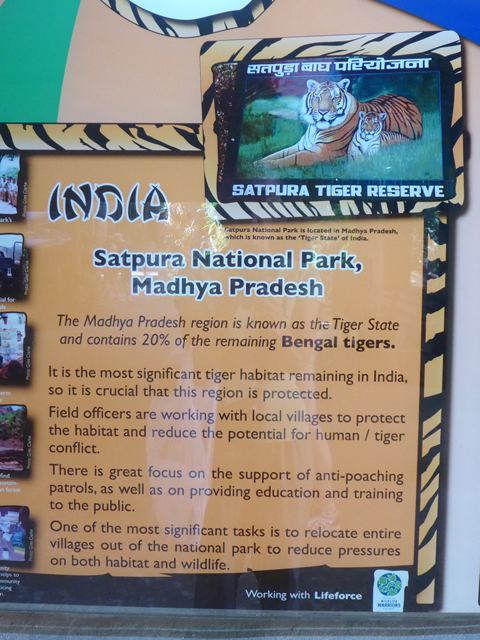 सतपुड़ा बाघ परियोजना
SATPURA TIGER RESERVE
INDIA
Satpura National Park is located in Madhya Pradesh,
which is known as the 'Tiger State' of India.
Satpura National Park,
Madhya Pradesh
The Madhya Pradesh region is known as the Tiger State
and contains 20% of the remaining Bengal tigers.
It is the most significant tiger habitat remaining in India,
so it is crucial that this region is protected.
Field officers are working with local villages to protect
the habitat and reduce the potential for human / tiger
conflict.
There is great focus on the support of anti-poaching
patrols, as well as on providing education and training
to the public.
One of the most significant tasks is to relocate entire
villages out of the national park to reduce pressures
on both habitat and wildlife.
Working with Lifeforce
WILDLIFE
WARRIORS